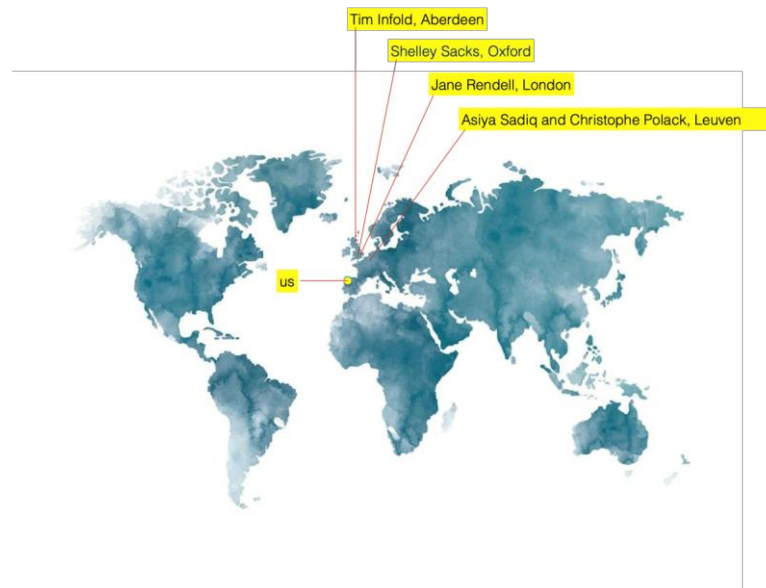 Tim Infold, Aberdeen
Shelley Sacks, Oxford
Jane Rendell, London
Asiya Sadiq and Christophe Polack, Leuven
us